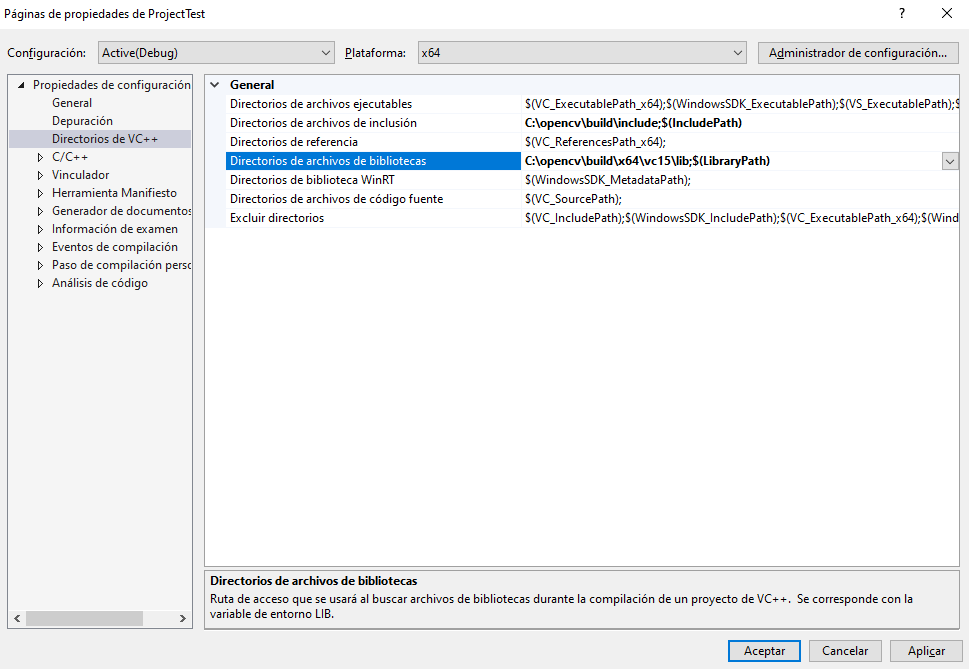 Páginas de propiedades de ProjectTest
?
Configuración: Active(Debug) Plataforma: x64 Administrador de configuración...
Propiedades de configuración
General
Depuración
Directorios de VC++
C/C++
Vinculador
Herramienta Manifiesto
Generador de documentos
Información de examen
Eventos de compilación
Paso de compilación perso
Análisis de código
General
Directorios de archivos ejecutables $(VC_ExecutablePath_x64);$(WindowsSDK_ExecutablePath);$(VS_ExecutablePath);$
Directorios de archivos de inclusión C:\opencv\build\include;$(IncludePath)
Directorios de referencia $(VC_ReferencesPath_x64);
Directorios de archivos de bibliotecas C:\opencv\build\x64\vc15\lib;$(LibraryPath)
Directorios de biblioteca WinRT $(WindowsSDK_MetadataPath);
Directorios de archivos de código fuente $(VC_SourcePath);
Excluir directorios $(VC_IncludePath);$(WindowsSDK_IncludePath);$(VC_ExecutablePath_x64);$(Wind
Directorios de archivos de bibliotecas
Ruta de acceso que se usará al buscar archivos de bibliotecas durante la compilación de un proyecto de VC++. Se corresponde con la
variable de entorno LIB.
Aceptar Cancelar Aplicar